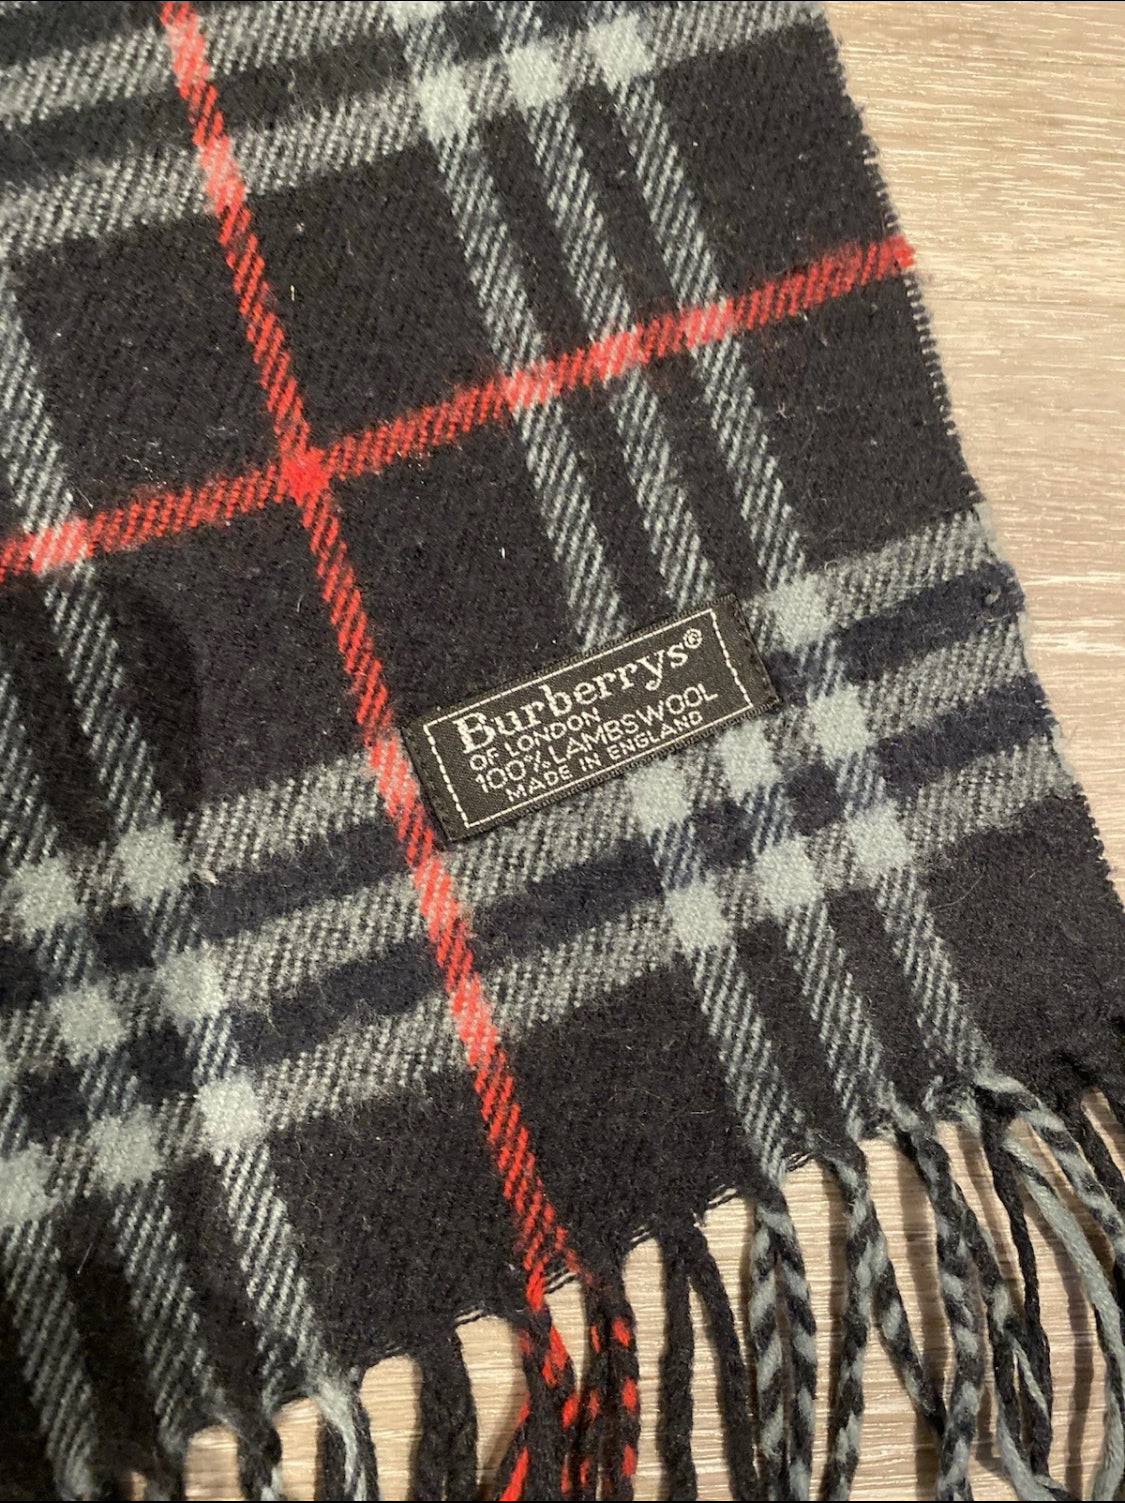 Burberrys®
OF LONDON
100% LAMBSWOOL
MADE IN ENGLAND